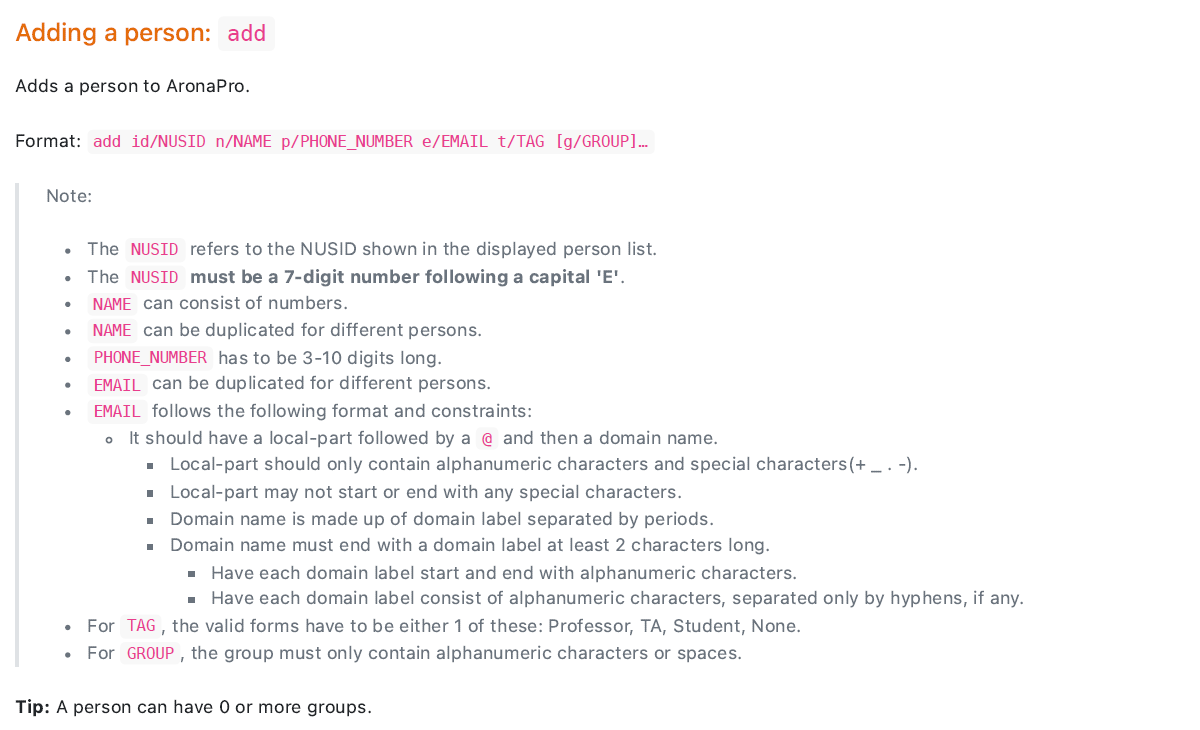 Adding a person: add
Adds a person to AronaPro.
Format: add id/NUSID n/NAME p/PHONE_NUMBER e/EMAIL t/TAG [g/GROUP]…
Note:
• The NUSID refers to the NUSID shown in the displayed person list.
• The NUSID must be a 7-digit number following a capital 'E'.
• NAME can consist of numbers.
• NAME can be duplicated for different persons.
• PHONE_NUMBER has to be 3-10 digits long.
• EMAIL can be duplicated for different persons.
• EMAIL follows the following format and constraints:
◦ It should have a local-part followed by a @ and then a domain name.
▪ Local-part should only contain alphanumeric characters and special characters(+ _ . -).
▪ Local-part may not start or end with any special characters.
▪ Domain name is made up of domain label separated by periods.
▪ Domain name must end with a domain label at least 2 characters long.
▪ Have each domain label start and end with alphanumeric characters.
▪ Have each domain label consist of alphanumeric characters, separated only by hyphens, if any.
• For TAG, the valid forms have to be either 1 of these: Professor, TA, Student, None.
• For GROUP, the group must only contain alphanumeric characters or spaces.
Tip: A person can have 0 or more groups.